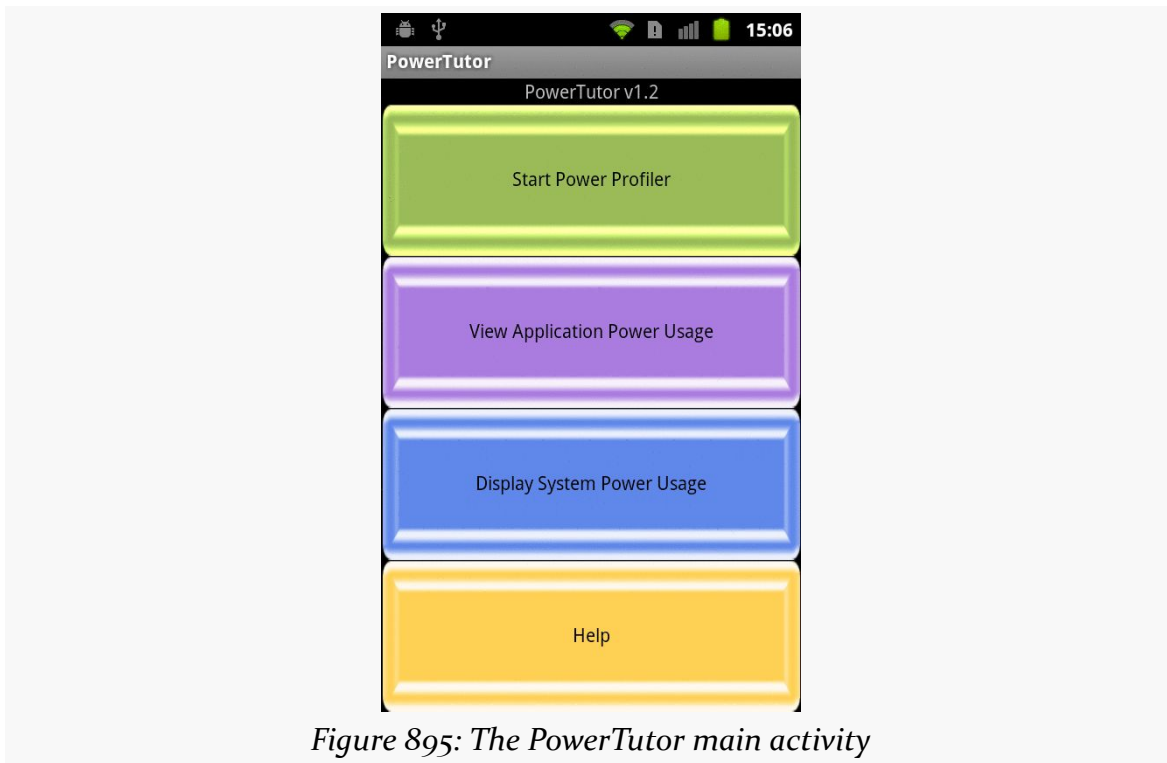 15:06
PowerTutor
PowerTutor v1.2
Start Power Profiler
View Application Power Usage
Display System Power Usage
Help
Figure 895: The PowerTutor main activity